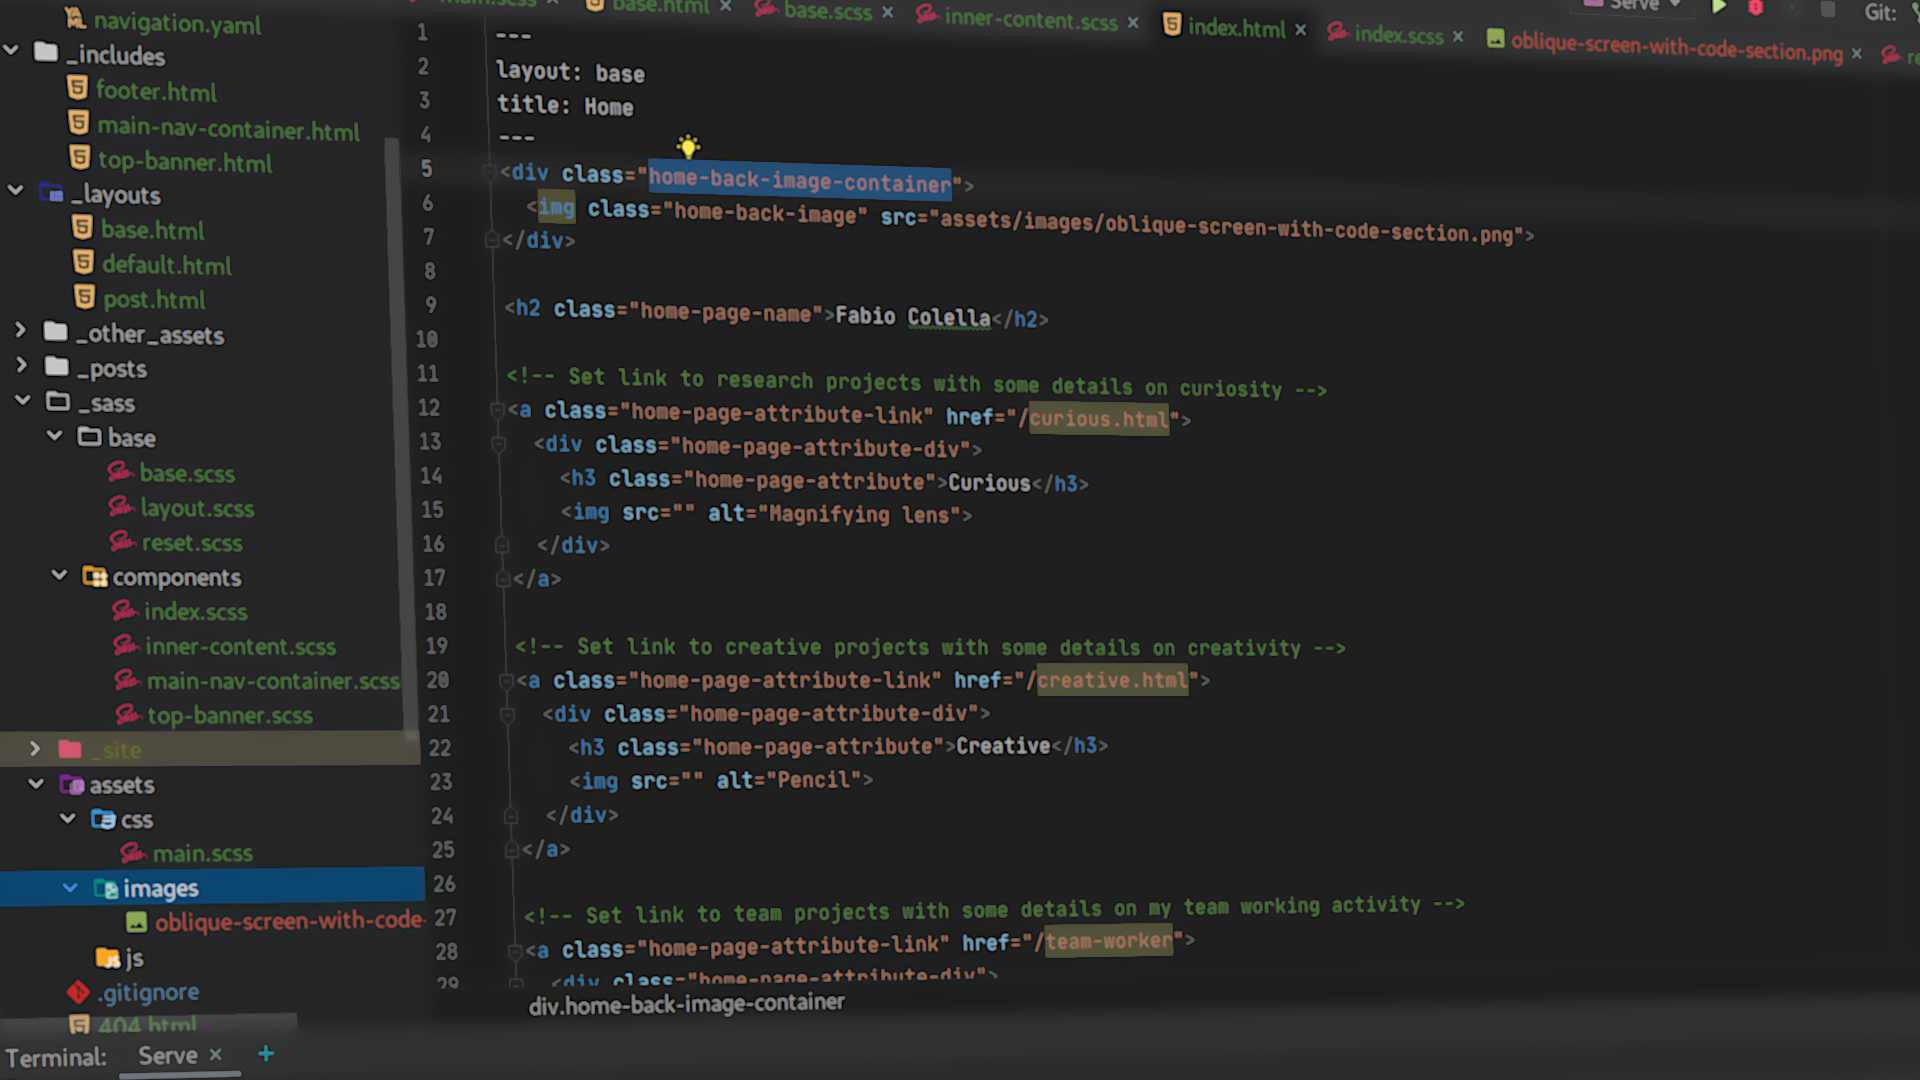 main.scss
base.html
base.scss
inner-content.scss
index.html
index.scss
oblique-screen-with-code-section.png
Serve
Git:
navigation.yaml
_includes
footer.html
main-nav-container.html
top-banner.html
_layouts
base.html
default.html
post.html
_other_assets
_posts
_sass
base
base.scss
layout.scss
reset.scss
components
index.scss
inner-content.scss
main-nav-container.scss
top-banner.scss
_site
assets
css
main.scss
images
oblique-screen-with-code-
js
.gitignore
404.html
1 ---
2 layout: base
3 title: Home
4 ---
5 <div class="home-back-image-container">
6 <img class="home-back-image" src="assets/images/oblique-screen-with-code-section.png">
7 </div>
8
9 <h2 class="home-page-name">Fabio Colella</h2>
10
11 <!-- Set link to research projects with some details on curiosity -->
12 <a class="home-page-attribute-link" href="/curious.html">
13 <div class="home-page-attribute-div">
14 <h3 class="home-page-attribute">Curious</h3>
15 <img src="" alt="Magnifying lens">
16 </div>
17 </a>
18
19 <!-- Set link to creative projects with some details on creativity -->
20 <a class="home-page-attribute-link" href="/creative.html">
21 <div class="home-page-attribute-div">
22 <h3 class="home-page-attribute">Creative</h3>
23 <img src="" alt="Pencil">
24 </div>
25 </a>
26
27 <!-- Set link to team projects with some details on my team working activity -->
28 <a class="home-page-attribute-link" href="/team-worker">
29 <div class="home-page-attribute-div">
div.home-back-image-container
Terminal: Serve × +